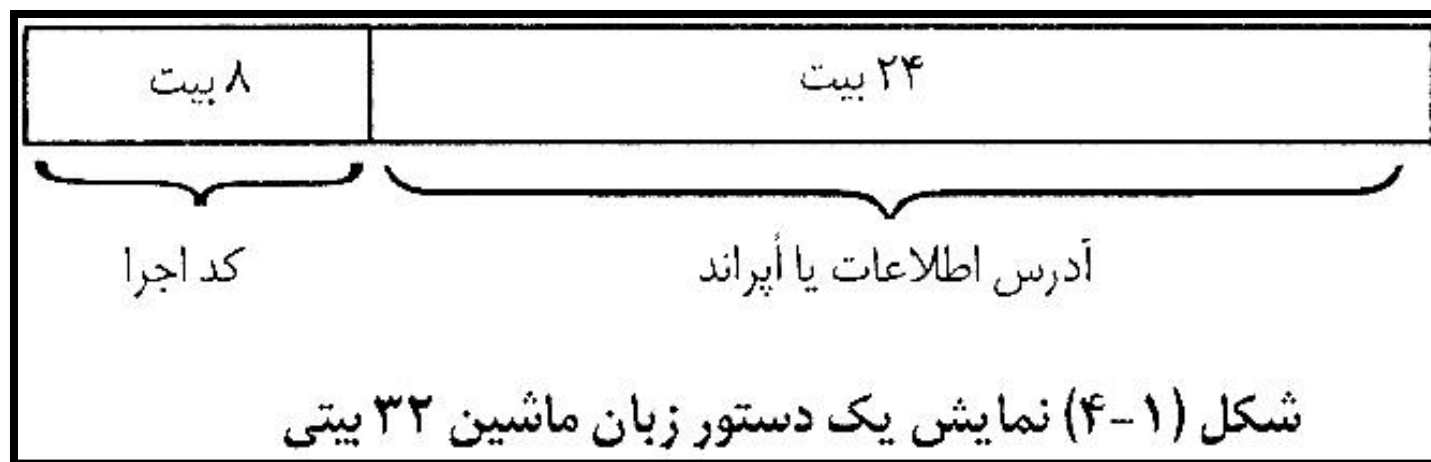 ۸ بیت
۲۴ بیت
کد اجرا
آدرس اطلاعات یا اُپراند
شکل (۱-۴) نمایش یک دستور زبان ماشین ۳۲ بیتی